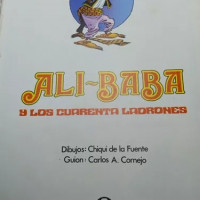 ALI-BABA
Y LOS CUARENTA LADRONES
Dibujos: Chiqui de la Fuente
Guion: Carlos A. Cornejo